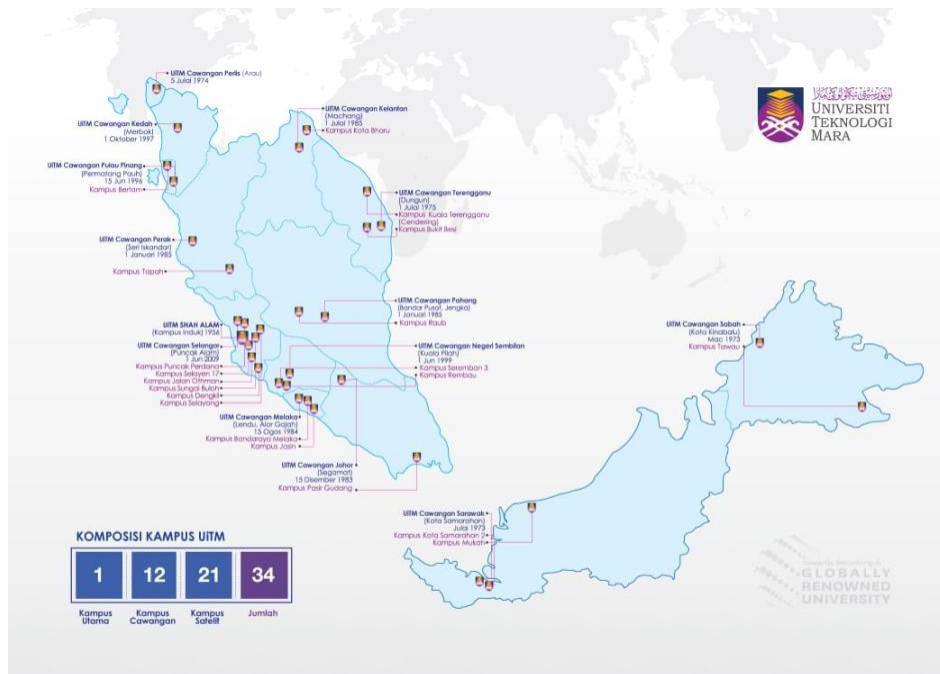 UiTM Cawangan Perlis (Arau)
5 Julai 1974
UiTM Cawangan Kedah
(Merbok)
1 Oktober 1997
UiTM Cawangan Pulau Pinang
(Permatang Pauh)
15 Jun 1996
Kampus Bertam
UiTM Cawangan Perak
(Seri Iskandar)
1 Januari 1985
Kampus Tapah
UiTM SHAH ALAM
(Kampus Induk) 1956
UiTM Cawangan Selangor
(Puncak Alam)
1 Jun 2009
Kampus Puncak Perdana
Kampus Seksyen 17
Kampus Jalan Othman
Kampus Sungai Buloh
Kampus Dengkil
Kampus Selayang
UiTM Cawangan Melaka
(Lendu, Alor Gajah)
15 Ogos 1984
Kampus Bandaraya Melaka
Kampus Jasin
UiTM Cawangan Johor
(Segamat)
15 Disember 1983
Kampus Pasir Gudang
UiTM Cawangan Kelantan
(Machang)
1 Julai 1985
Kampus Kota Bharu
UiTM Cawangan Terengganu
(Dungun)
1 Julai 1975
Kampus Kuala Terengganu
(Cendering)
Kampus Bukit Besi
UiTM Cawangan Pahang
(Bandar Pusat, Jengka)
1 Januari 1985
Kampus Raub
UiTM Cawangan Negeri Sembilan
(Kuala Pilah)
1 Jun 1999
Kampus Seremban 3
Kampus Rembau
UNIVERSITI
TEKNOLOGI
MARA
UiTM Cawangan Sabah
(Kota Kinabalu)
Mac 1973
Kampus Tawau
UiTM Cawangan Sarawak
(Kota Samarahan)
Julai 1973
Kampus Kota Samarahan 2
Kampus Mukah
KOMPOSISI KAMPUS UiTM
1 12 21 34
Kampus Utama
Kampus Cawangan
Kampus Satelit
Jumlah
Towards Becoming A
GLOBALLY
RENOWNED
UNIVERSITY